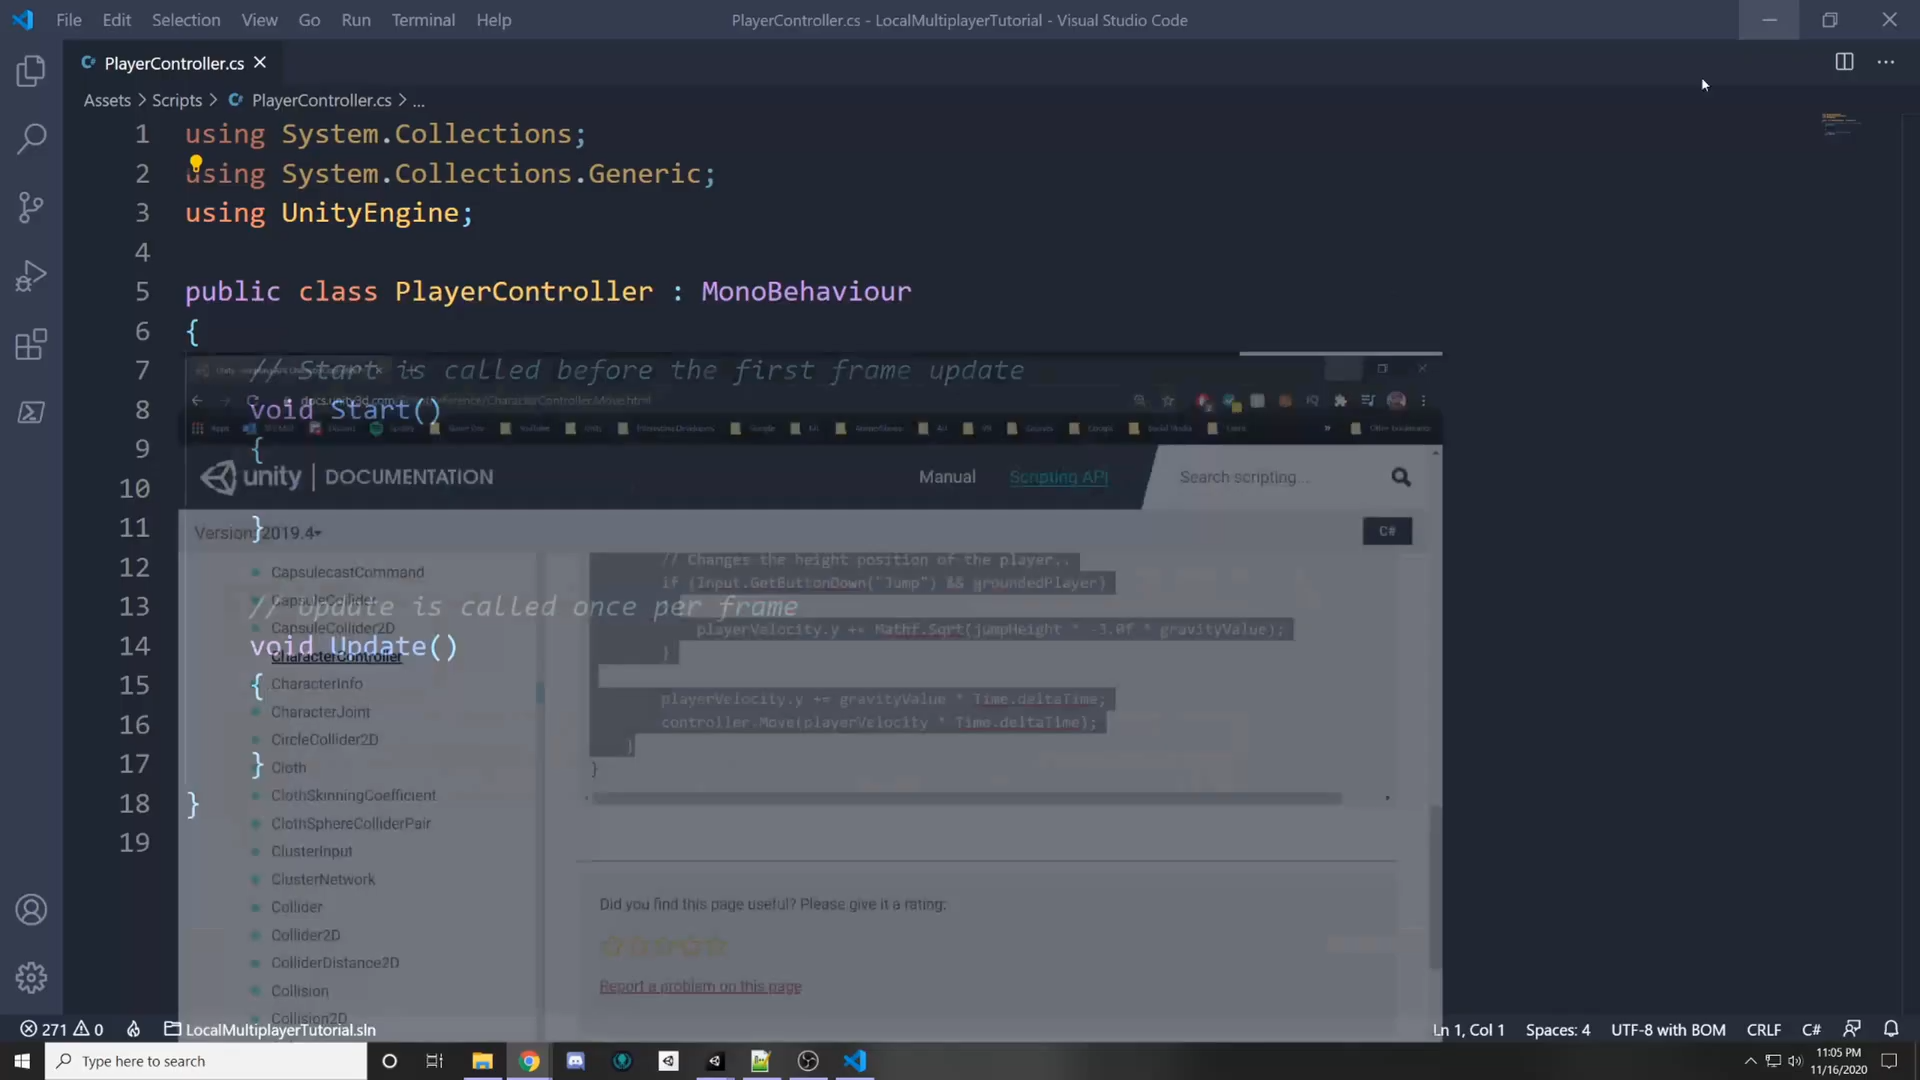 File Edit Selection View Go Run Terminal Help
PlayerController.cs - LocalMultiplayerTutorial - Visual Studio Code
PlayerController.cs
Assets > Scripts > PlayerController.cs > ...
1 using System.Collections;
2 using System.Collections.Generic;
3 using UnityEngine;
4
5 public class PlayerController : MonoBehaviour
6 {
7 // Start is called before the first frame update
8 void Start()
9 {
10
11 }
12
13 // Update is called once per frame
14 void Update()
15 {
16
17 }
18 }
19
docs.unity3d.com
unity | DOCUMENTATION
Manual
Scripting API
Search scripting...
Version: 2019.4
C#
CapsulecastCommand
CapsuleCollider
CapsuleCollider2D
CharacterController
CharacterInfo
CharacterJoint
CircleCollider2D
Cloth
ClothSkinningCoefficient
ClothSphereColliderPair
ClusterInput
ClusterNetwork
Collider
Collider2D
ColliderDistance2D
Collision
Collision2D
// Changes the height position of the player..
if (Input.GetButtonDown("Jump") && groundedPlayer)
playerVelocity.y += Mathf.Sqrt(jumpHeight * -3.0f * gravityValue);
}
playerVelocity.y += gravityValue * Time.deltaTime;
controller.Move(playerVelocity * Time.deltaTime);
}
}
Did you find this page useful? Please give it a rating:
Report a problem on this page
271 0 LocalMultiplayerTutorial.sln
Ln 1, Col 1 Spaces: 4 UTF-8 with BOM CRLF C#
Type here to search
11:05 PM
11/16/2020